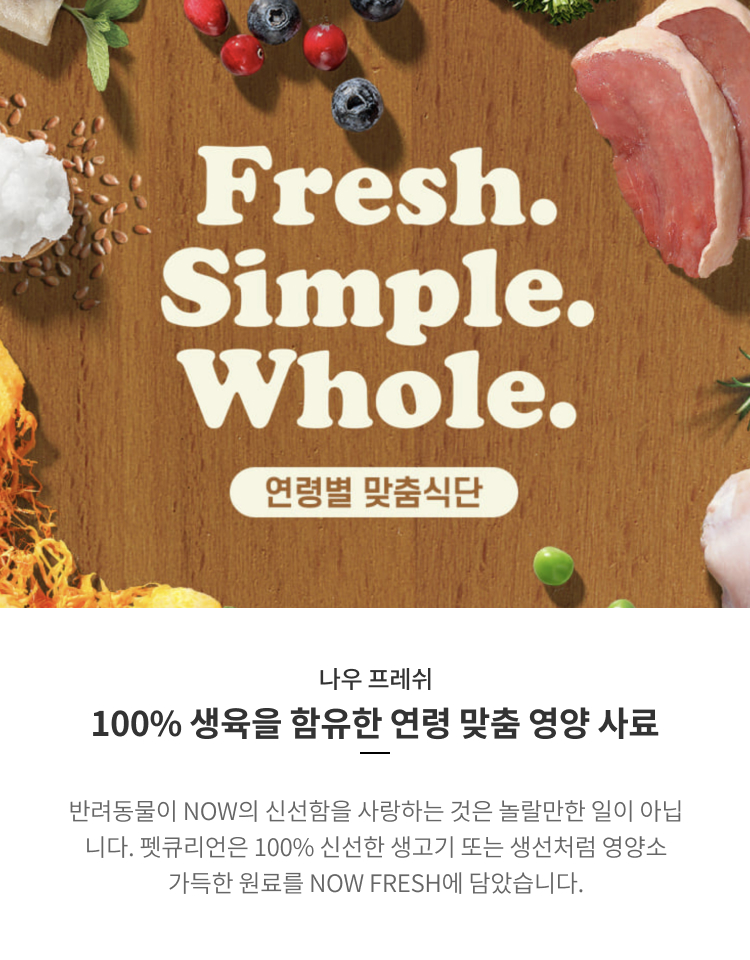 Fresh.
Simple.
Whole.
연령별 맞춤식단
나우 프레쉬
100% 생육을 함유한 연령 맞춤 영양 사료
반려동물이 NOW의 신선함을 사랑하는 것은 놀랄만한 일이 아닙
니다. 펫큐리언은 100% 신선한 생고기 또는 생선처럼 영양소
가득한 원료를 NOW FRESH에 담았습니다.